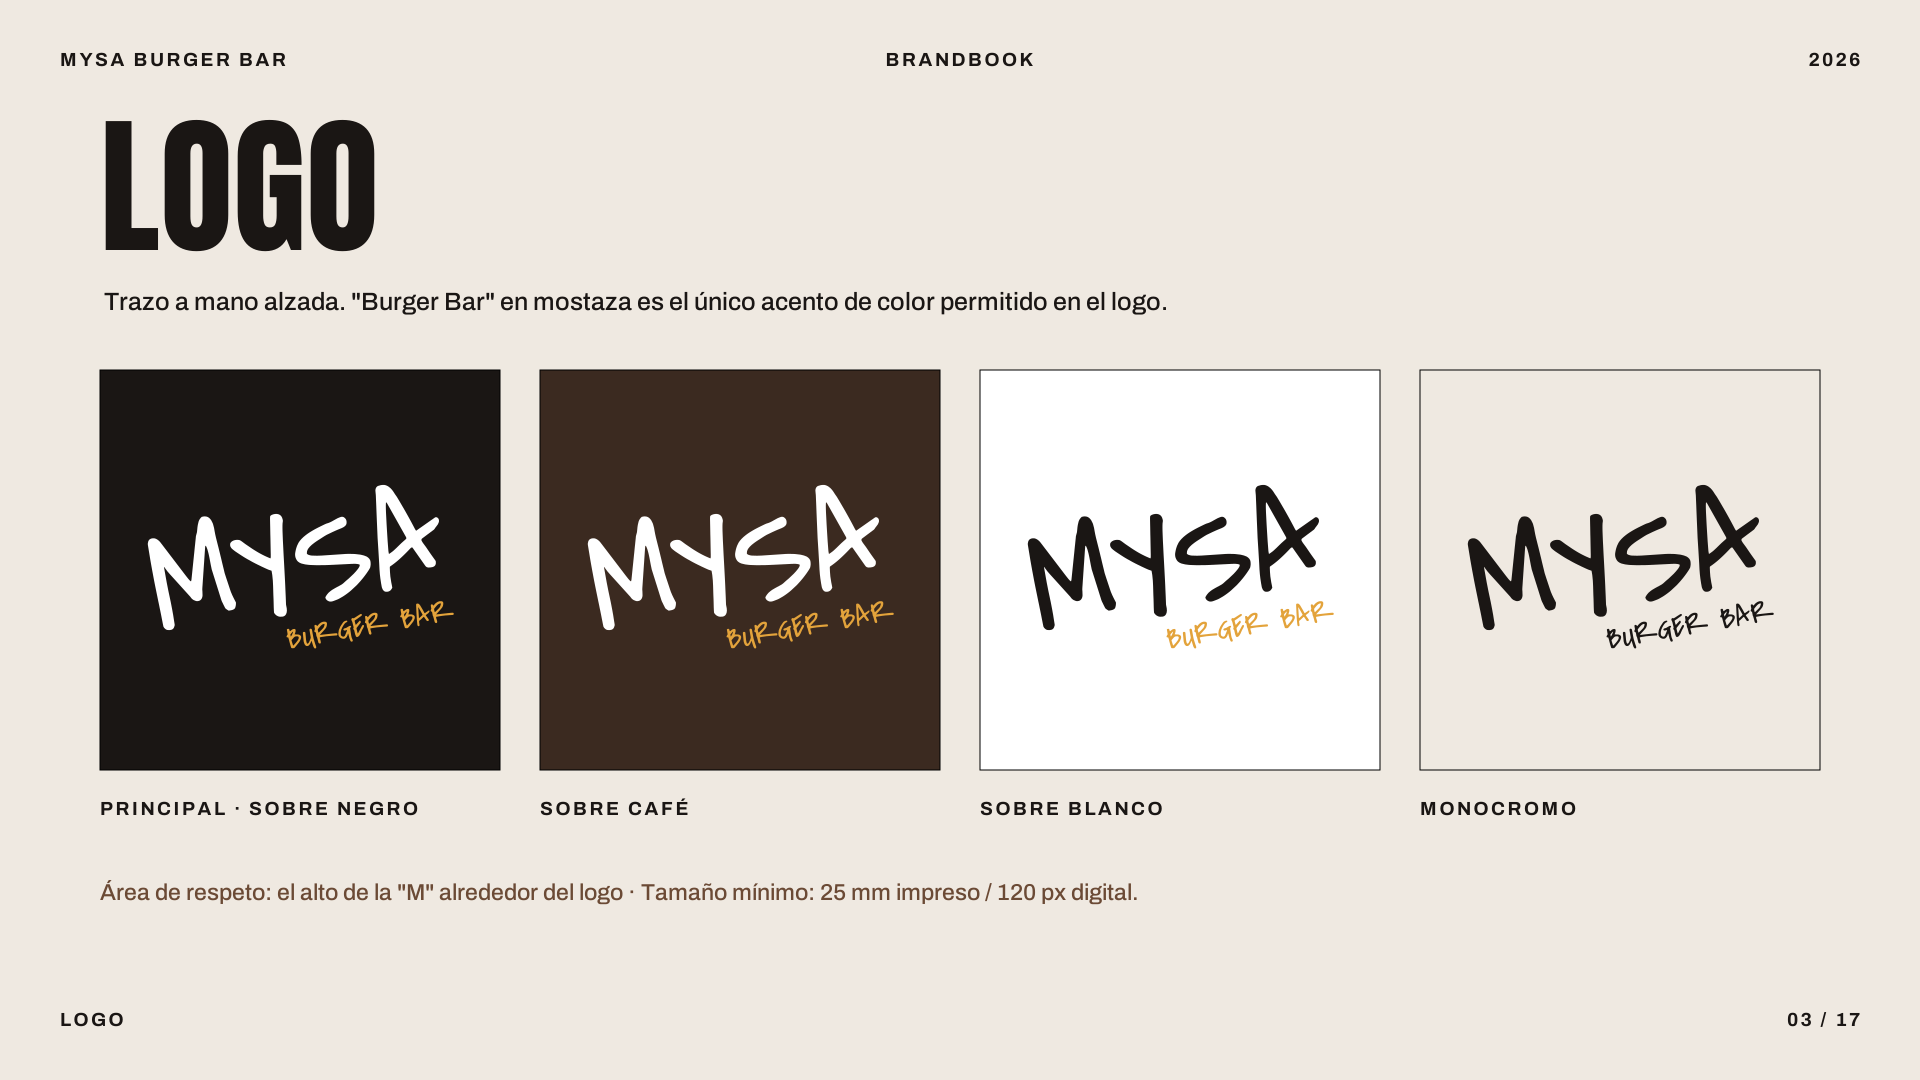 MYSA BURGER BAR
BRANDBOOK
2026
LOGO
Trazo a mano alzada. "Burger Bar" en mostaza es el único acento de color permitido en el logo.
MYSA
BURGER BAR
MYSA
BURGER BAR
MYSA
BURGER BAR
MYSA
BURGER BAR
PRINCIPAL · SOBRE NEGRO
SOBRE CAFÉ
SOBRE BLANCO
MONOCROMO
Área de respeto: el alto de la "M" alrededor del logo · Tamaño mínimo: 25 mm impreso / 120 px digital.
LOGO
03 / 17